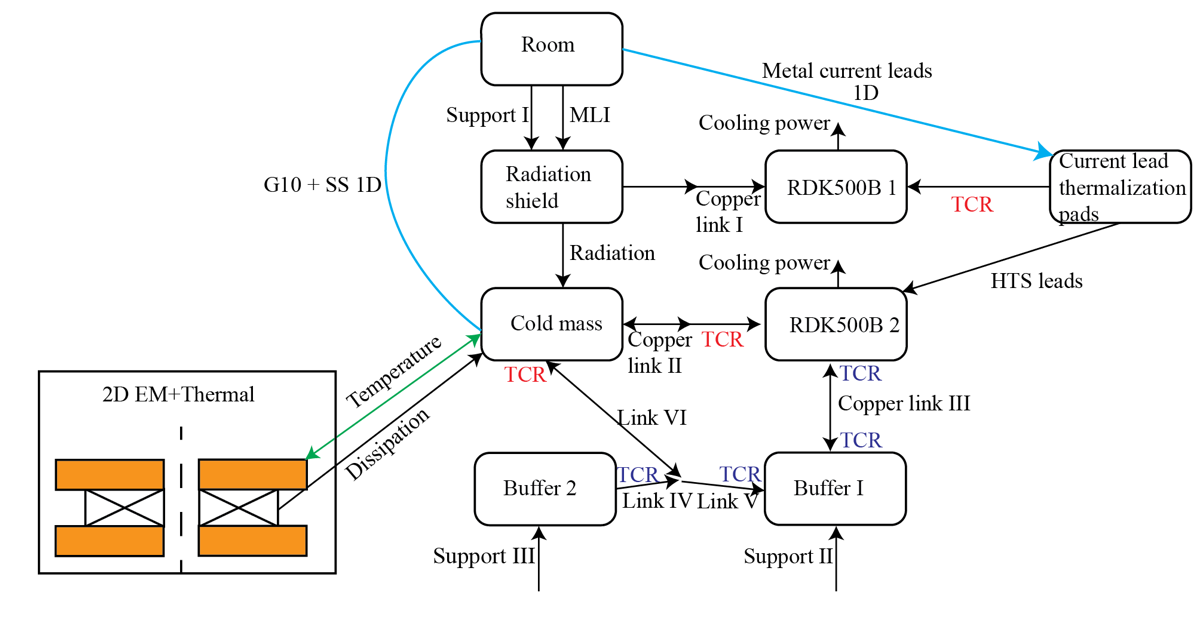 Room
Metal current leads
1D
Support I
MLI
Cooling power
G10 + SS 1D
Radiation
shield
Copper
link I
RDK500B 1
TCR
Current lead
thermalization
pads
Radiation
Cooling power
HTS leads
Cold mass
Copper
link II
TCR
RDK500B 2
TCR
TCR
Temperature
Dissipation
2D EM+Thermal
Copper link III
Link VI
TCR
TCR
TCR
Buffer 2
Link IV
Link V
Buffer I
Support III
Support II